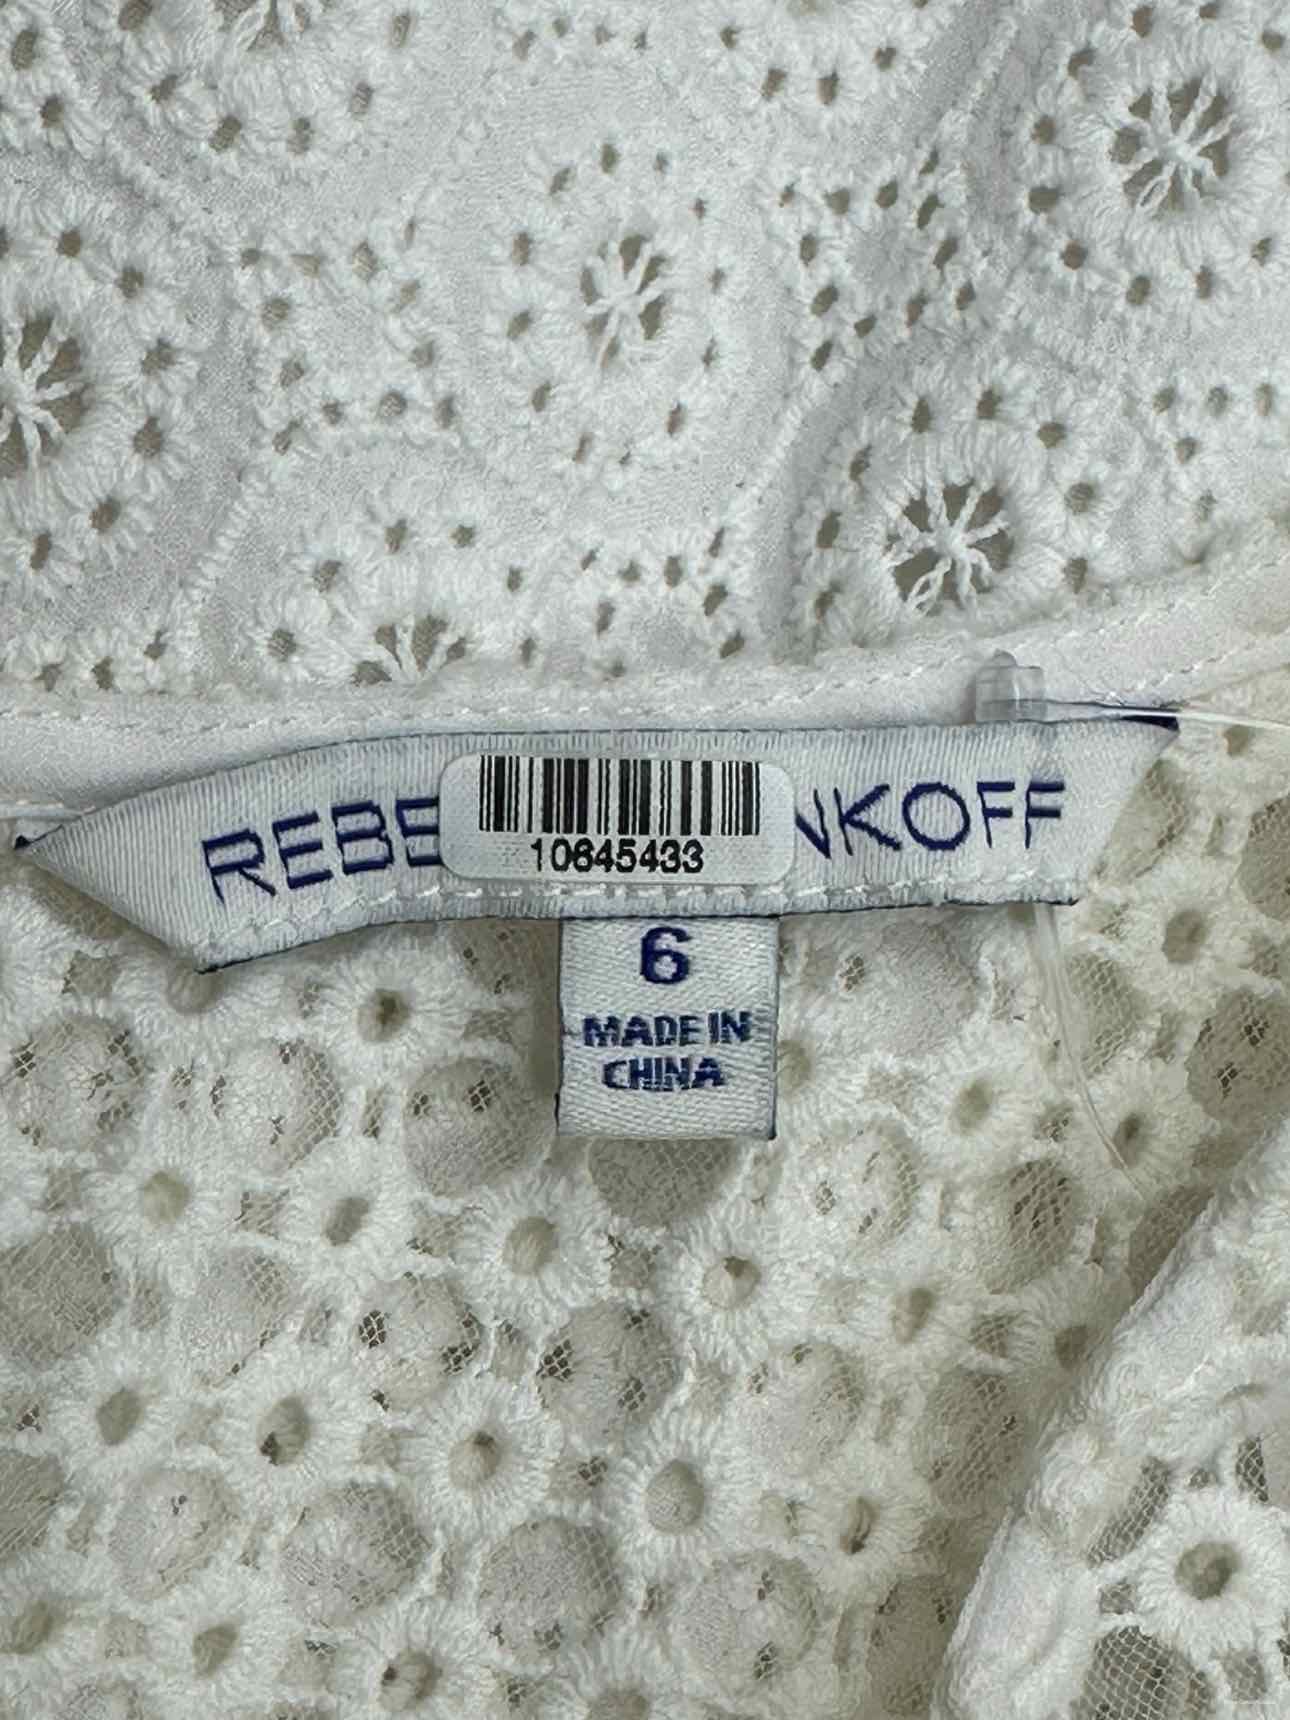 REBE NKOFF
10645433
6
MADE IN
CHINA